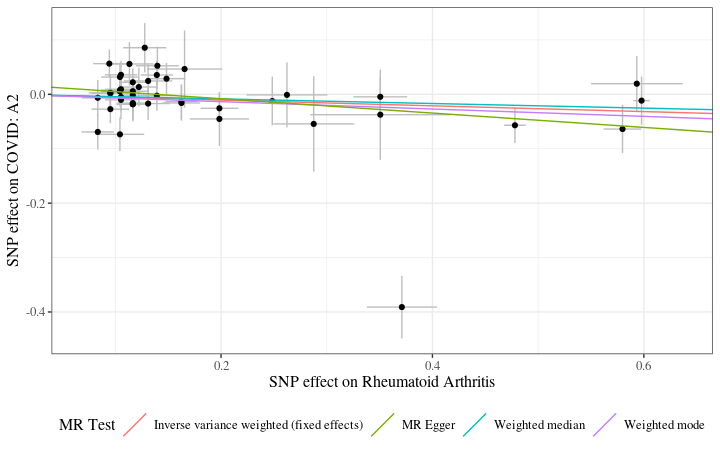 SNP effect on COVID: A2
0.0
-0.2
-0.4
0.2
0.4
0.6
SNP effect on Rheumatoid Arthritis
MR Test
Inverse variance weighted (fixed effects)
MR Egger
Weighted median
Weighted mode